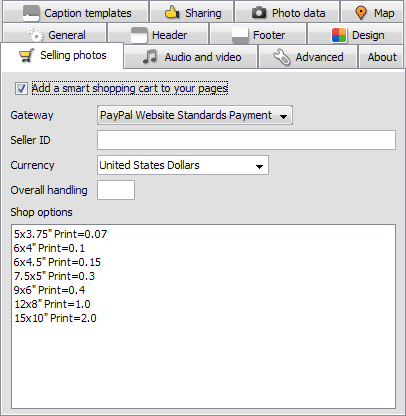 Caption templates Sharing Photo data Map
General Header Footer Design
Selling photos Audio and video Advanced About
Add a smart shopping cart to your pages
Gateway PayPal Website Standards Payment
Seller ID
Currency United States Dollars
Overall handling
Shop options
5x3.75" Print=0.07
6x4" Print=0.1
6x4.5" Print=0.15
7.5x5" Print=0.3
9x6" Print=0.4
12x8" Print=1.0
15x10" Print=2.0